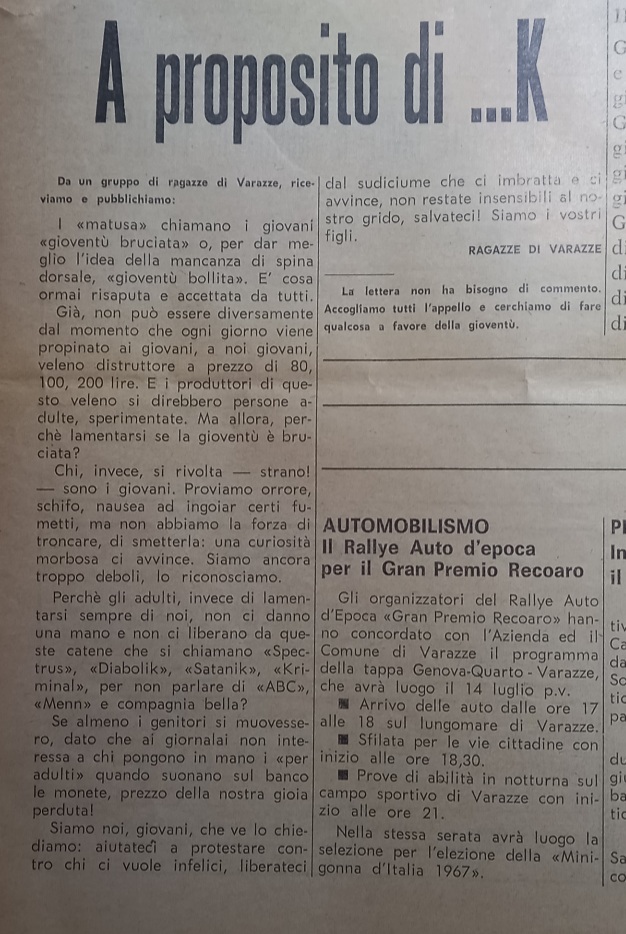 A proposito di ...K
Da un gruppo di ragazze di Varazze, rice-
viamo e pubblichiamo:
I «matusa» chiamano i giovani
«gioventù bruciata» o, per dar me-
glio l'idea della mancanza di spina
dorsale, «gioventù bollita». E' cosa
ormai risaputa e accettata da tutti.
Già, non può essere diversamente
dal momento che ogni giorno viene
propinato ai giovani, a noi giovani,
veleno distruttore a prezzo di 80,
100, 200 lire. E i produttori di que-
sto veleno si direbbero persone a-
dulte, sperimentate. Ma allora, per-
chè lamentarsi se la gioventù è bru-
ciata?
Chi, invece, si rivolta — strano!
— sono i giovani. Proviamo orrore,
schifo, nausea ad ingoiar certi fu-
metti, ma non abbiamo la forza di
troncare, di smetterla: una curiosità
morbosa ci avvince. Siamo ancora
troppo deboli, lo riconosciamo.
Perchè gli adulti, invece di lamen-
tarsi sempre di noi, non ci danno
una mano e non ci liberano da que-
ste catene che si chiamano «Spec-
trus», «Diabolik», «Satanik», «Kri-
minal», per non parlare di «ABC»,
«Menn» e compagnia bella?
Se almeno i genitori si muovesse-
ro, dato che ai giornalai non inte-
ressa a chi pongono in mano i «per
adulti» quando suonano sul banco
le monete, prezzo della nostra gioia
perduta!
Siamo noi, giovani, che ve lo chie-
diamo: aiutateci a protestare con-
tro chi ci vuole infelici, liberateci
dal sudiciume che ci imbratta e ci
avvince, non restate insensibili al no-
stro grido, salvateci! Siamo i vostri
figli.
RAGAZZE DI VARAZZE
La lettera non ha bisogno di commento.
Accogliamo tutti l'appello e cerchiamo di fare
qualcosa a favore della gioventù.
AUTOMOBILISMO
Il Rallye Auto d'epoca
per il Gran Premio Recoaro
Gli organizzatori del Rallye Auto
d'Epoca «Gran Premio Recoaro» han-
no concordato con l'Azienda ed il
Comune di Varazze il programma
della tappa Genova-Quarto - Varazze,
che avrà luogo il 14 luglio p.v.
■ Arrivo delle auto dalle ore 17
alle 18 sul lungomare di Varazze.
■ Sfilata per le vie cittadine con
inizio alle ore 18,30.
■ Prove di abilità in notturna sul
campo sportivo di Varazze con ini-
zio alle ore 21.
Nella stessa serata avrà luogo la
selezione per l'elezione della «Mini-
gonna d'Italia 1967».